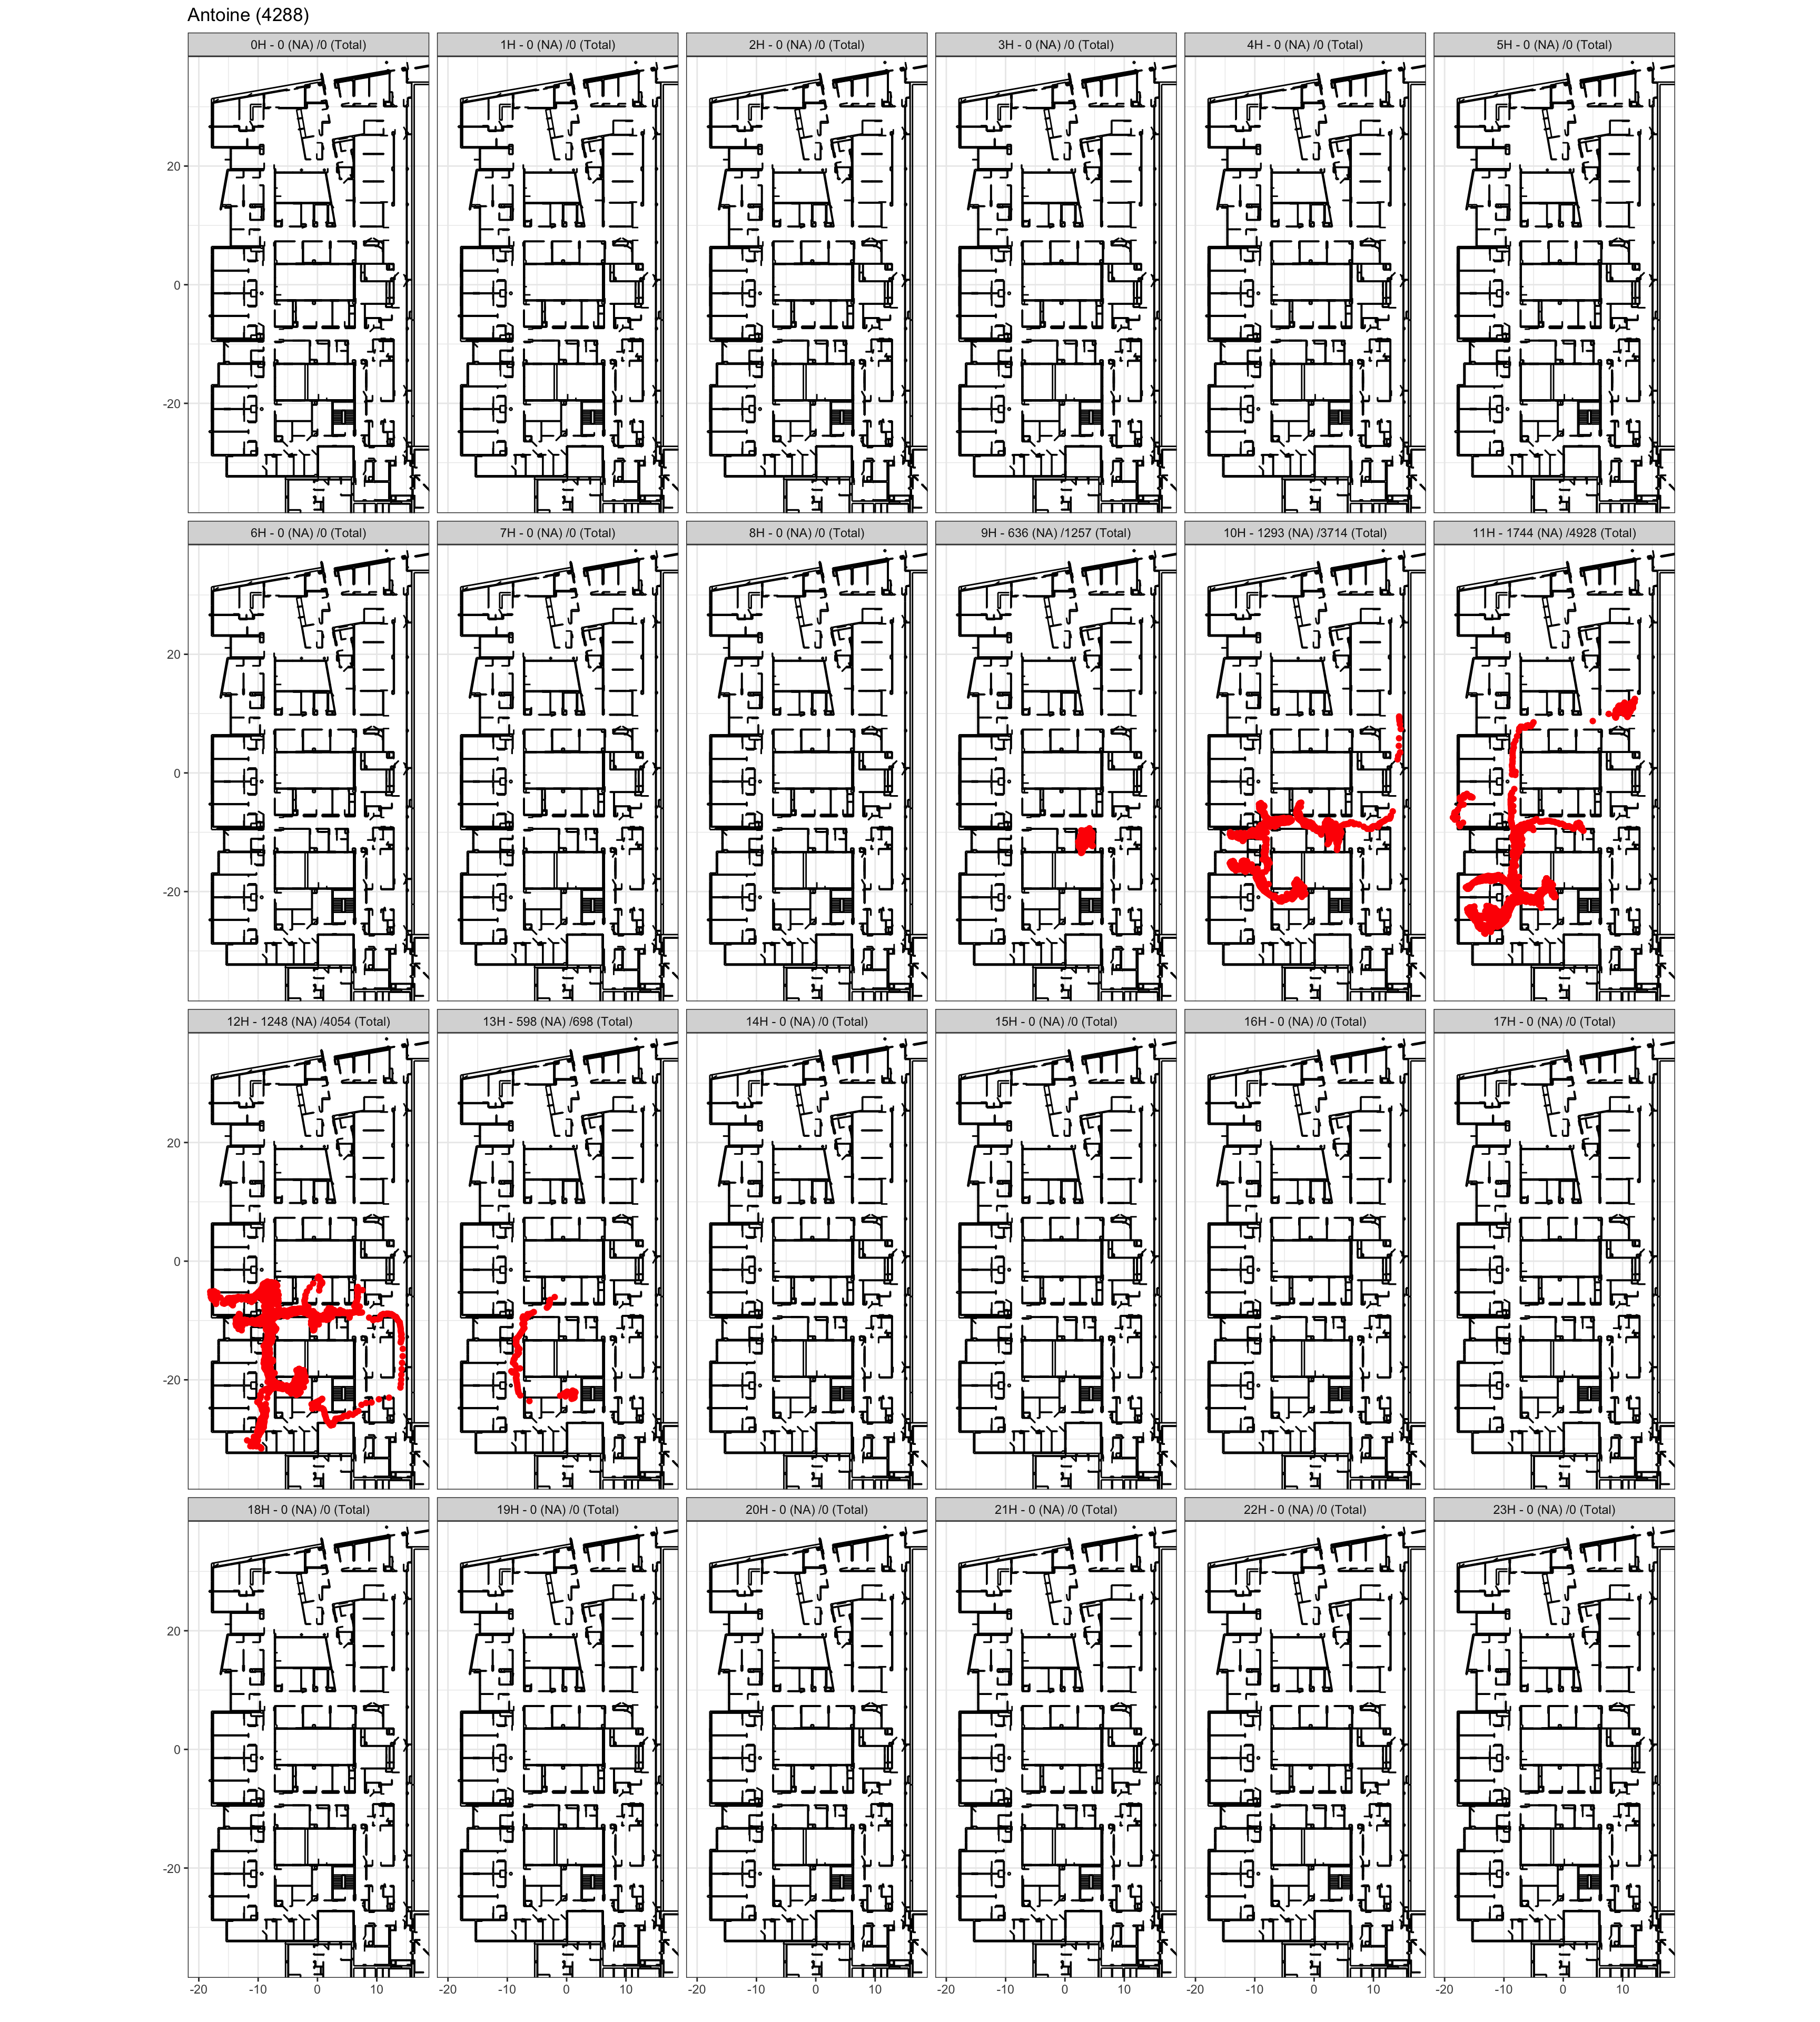 Antoine (4288)
0H - 0 (NA) /0 (Total) 1H - 0 (NA) /0 (Total) 2H - 0 (NA) /0 (Total) 3H - 0 (NA) /0 (Total) 4H - 0 (NA) /0 (Total) 5H - 0 (NA) /0 (Total)
20
0
-20
6H - 0 (NA) /0 (Total) 7H - 0 (NA) /0 (Total) 8H - 0 (NA) /0 (Total) 9H - 636 (NA) /1257 (Total) 10H - 1293 (NA) /3714 (Total) 11H - 1744 (NA) /4928 (Total)
20
0
-20
12H - 1248 (NA) /4054 (Total) 13H - 598 (NA) /698 (Total) 14H - 0 (NA) /0 (Total) 15H - 0 (NA) /0 (Total) 16H - 0 (NA) /0 (Total) 17H - 0 (NA) /0 (Total)
20
0
-20
18H - 0 (NA) /0 (Total) 19H - 0 (NA) /0 (Total) 20H - 0 (NA) /0 (Total) 21H - 0 (NA) /0 (Total) 22H - 0 (NA) /0 (Total) 23H - 0 (NA) /0 (Total)
20
0
-20
-20 -10 0 10 -20 -10 0 10 -20 -10 0 10 -20 -10 0 10 -20 -10 0 10 -20 -10 0 10